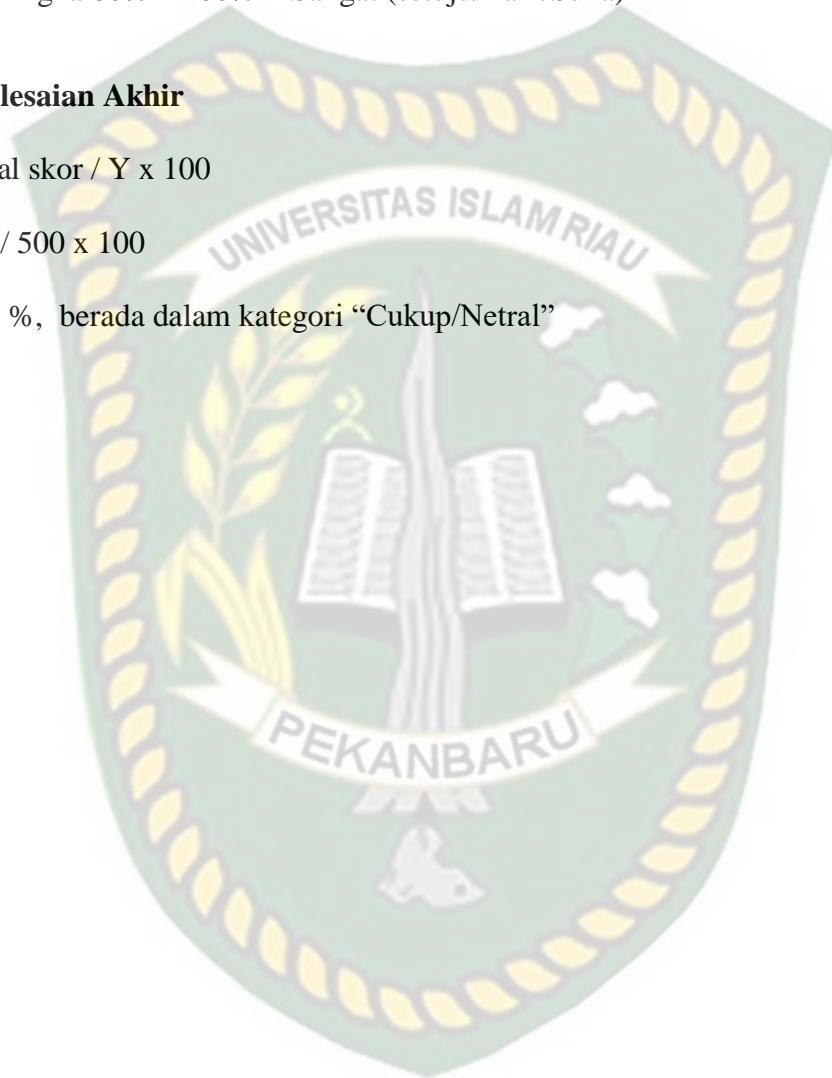 lesaian Akhir
al skor / Y x 100
/ 500 x 100
%, berada dalam kategori “Cukup/Netral”
UNIVERSITAS ISLAM RIAU
PEKANBARU